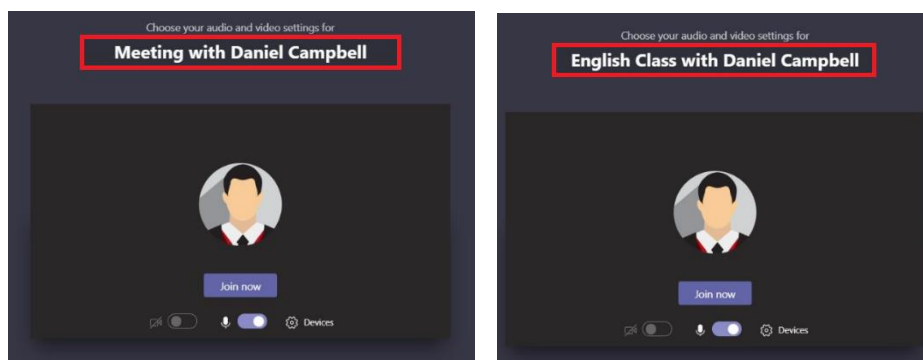 Choose your audio and video settings for
Meeting with Daniel Campbell
Join now
Devices
Choose your audio and video settings for
English Class with Daniel Campbell
Join now
Devices